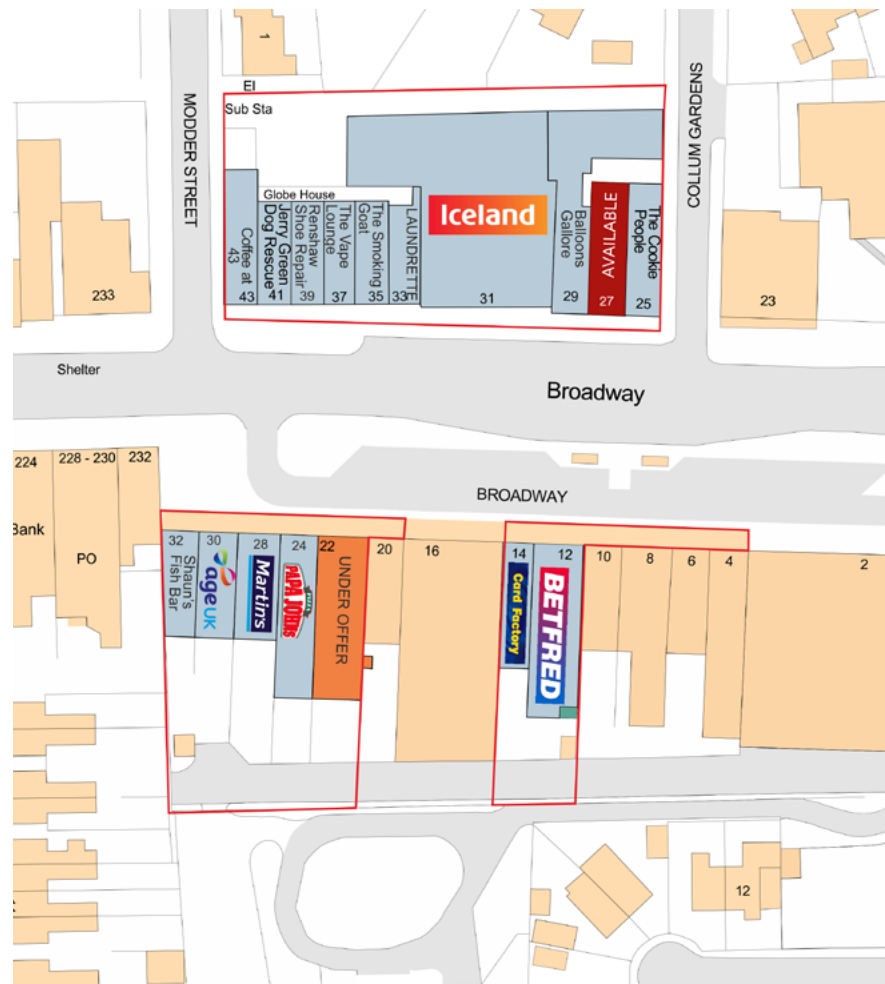 1
El
Sub Sta
MODDER STREET
COLLUM GARDENS
233
Globe House
Coffee at
43
43
Jerry Green
Dog Rescue
41
Renshaw
Shoe Repair
39
The Vape
Lounge
37
The Smoking
Goat
35
LAUNDRETTE
33
Iceland
31
Balloons
Gallore
29
AVAILABLE
27
The Cookie
People
25
23
Shelter
Broadway
BROADWAY
224
Bank
228 - 230
PO
232
32
Shaun's
Fish Bar
30
age UK
28
Martin's
24
PIZZA
PAPA JOHNS
22
UNDER OFFER
20
16
14
Card Factory
12
BETFRED
10
8
6
4
2
12